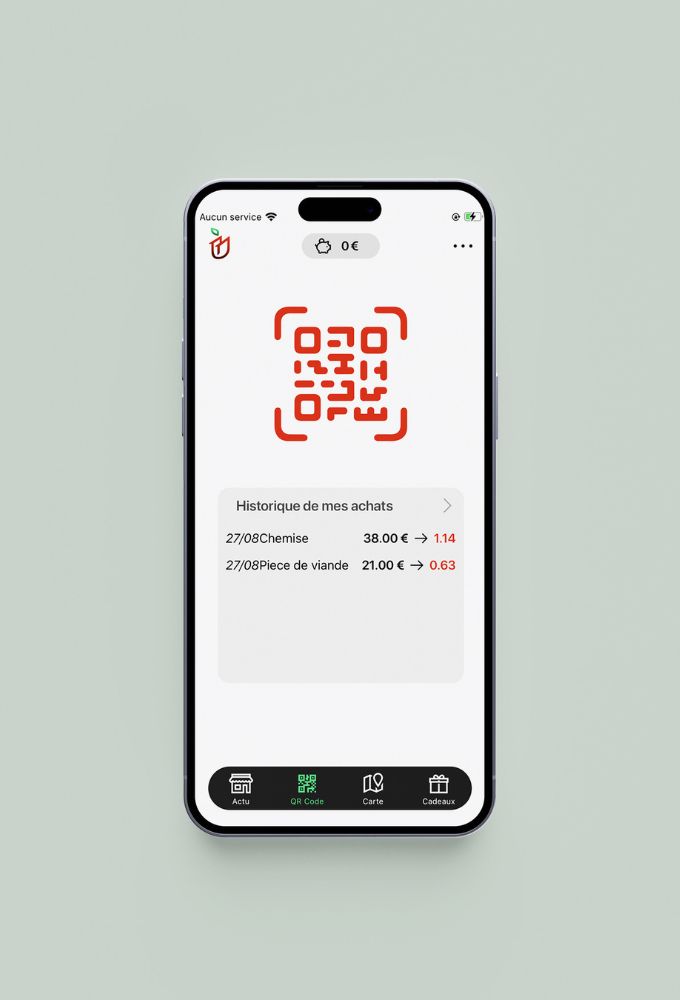 Aucun service
0€
Historique de mes achats
27/08Chemise 38.00 € → 1.14
27/08Piece de viande 21.00 € → 0.63
Actu QR Code Carte Cadeaux